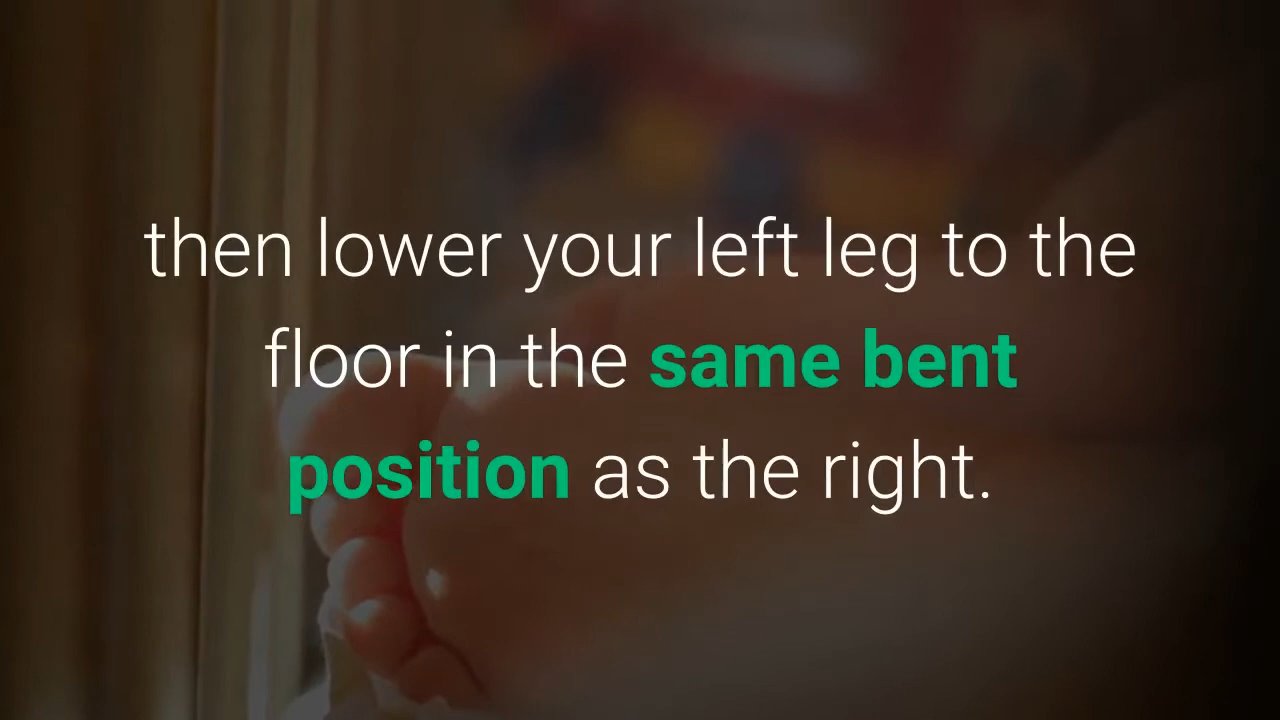 then lower your left leg to the
floor in the same bent
position as the right.